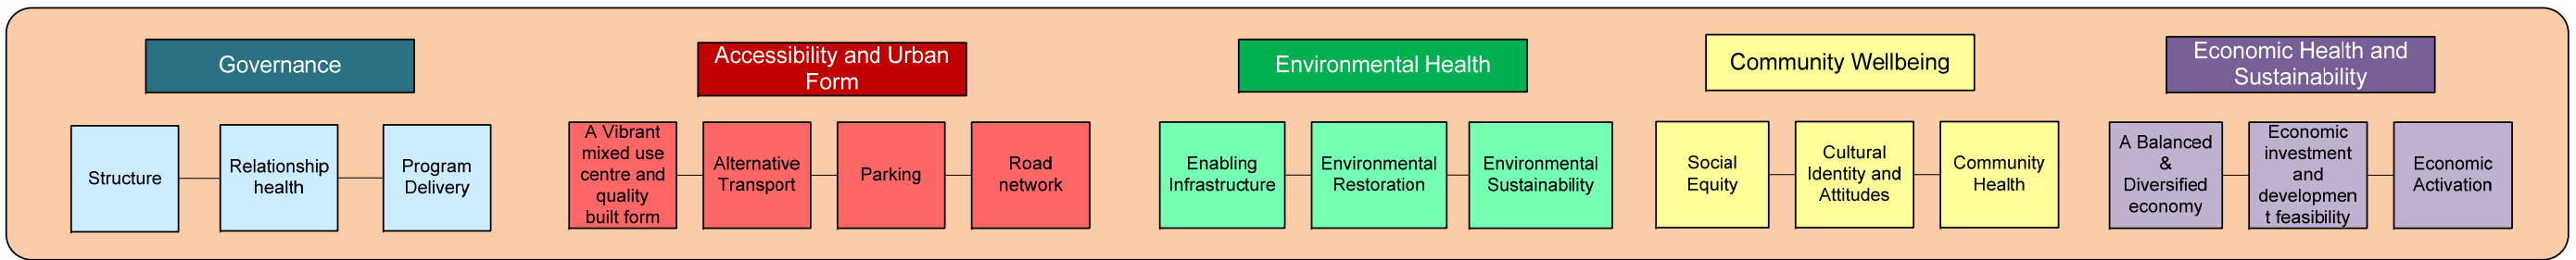 Governance
Structure
Relationship
health
Program
Delivery
Accessibility and Urban
Form
A Vibrant
mixed use
centre and
quality
built form
Alternative
Transport
Parking
Road
network
Environmental Health
Enabling
Infrastructure
Environmental
Restoration
Environmental
Sustainability
Community Wellbeing
Social
Equity
Cultural
Identity and
Attitudes
Community
Health
Economic Health and
Sustainability
A Balanced
&
Diversified
economy
Economic
investment
and
developmen
t feasibility
Economic
Activation